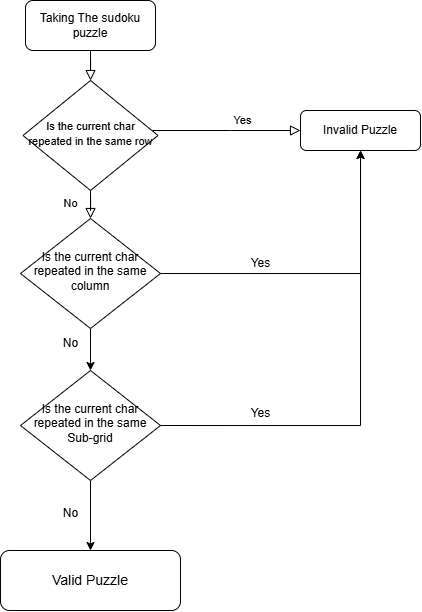 Taking The sudoku
puzzle
Is the current char
repeated in the same row
Yes
Invalid Puzzle
No
Is the current char
repeated in the same
column
Yes
No
Is the current char
repeated in the same
Sub-grid
Yes
No
Valid Puzzle